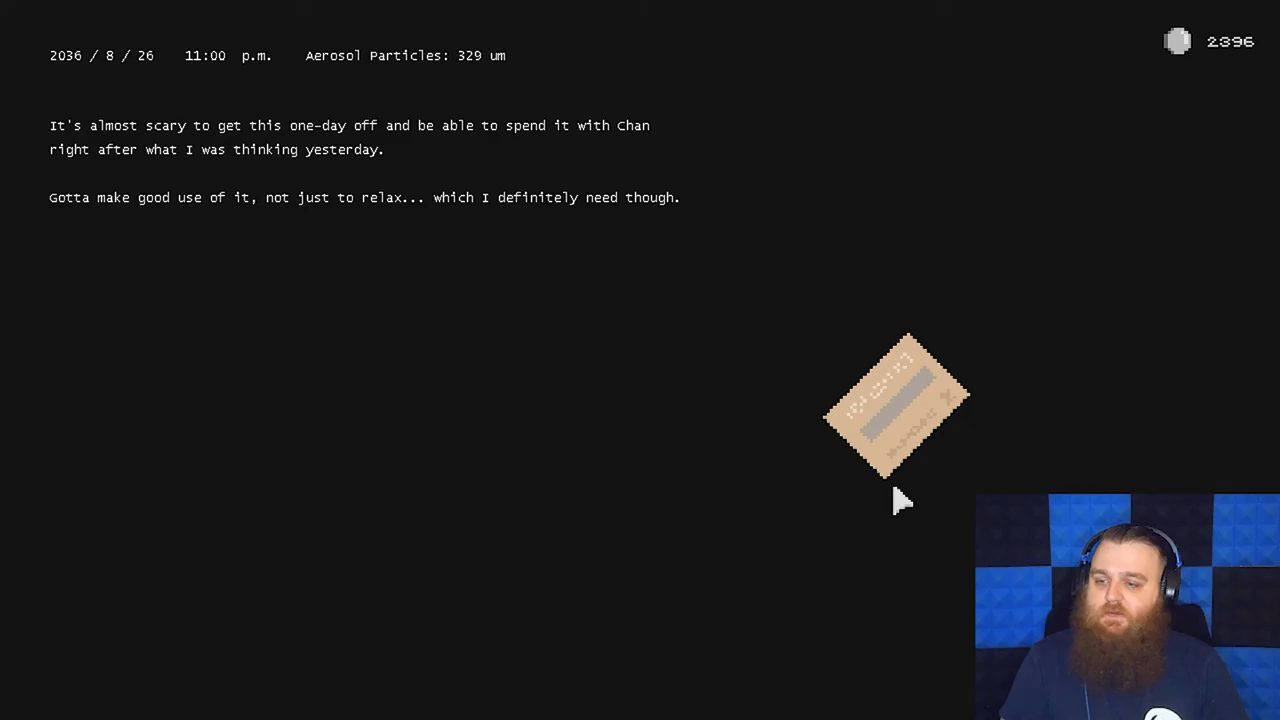 2036 / 8 / 26 11:00 p.m. Aerosol Particles: 329 um
2396
It's almost scary to get this one-day off and be able to spend it with Chan
right after what I was thinking yesterday.
Gotta make good use of it, not just to relax... which I definitely need though.